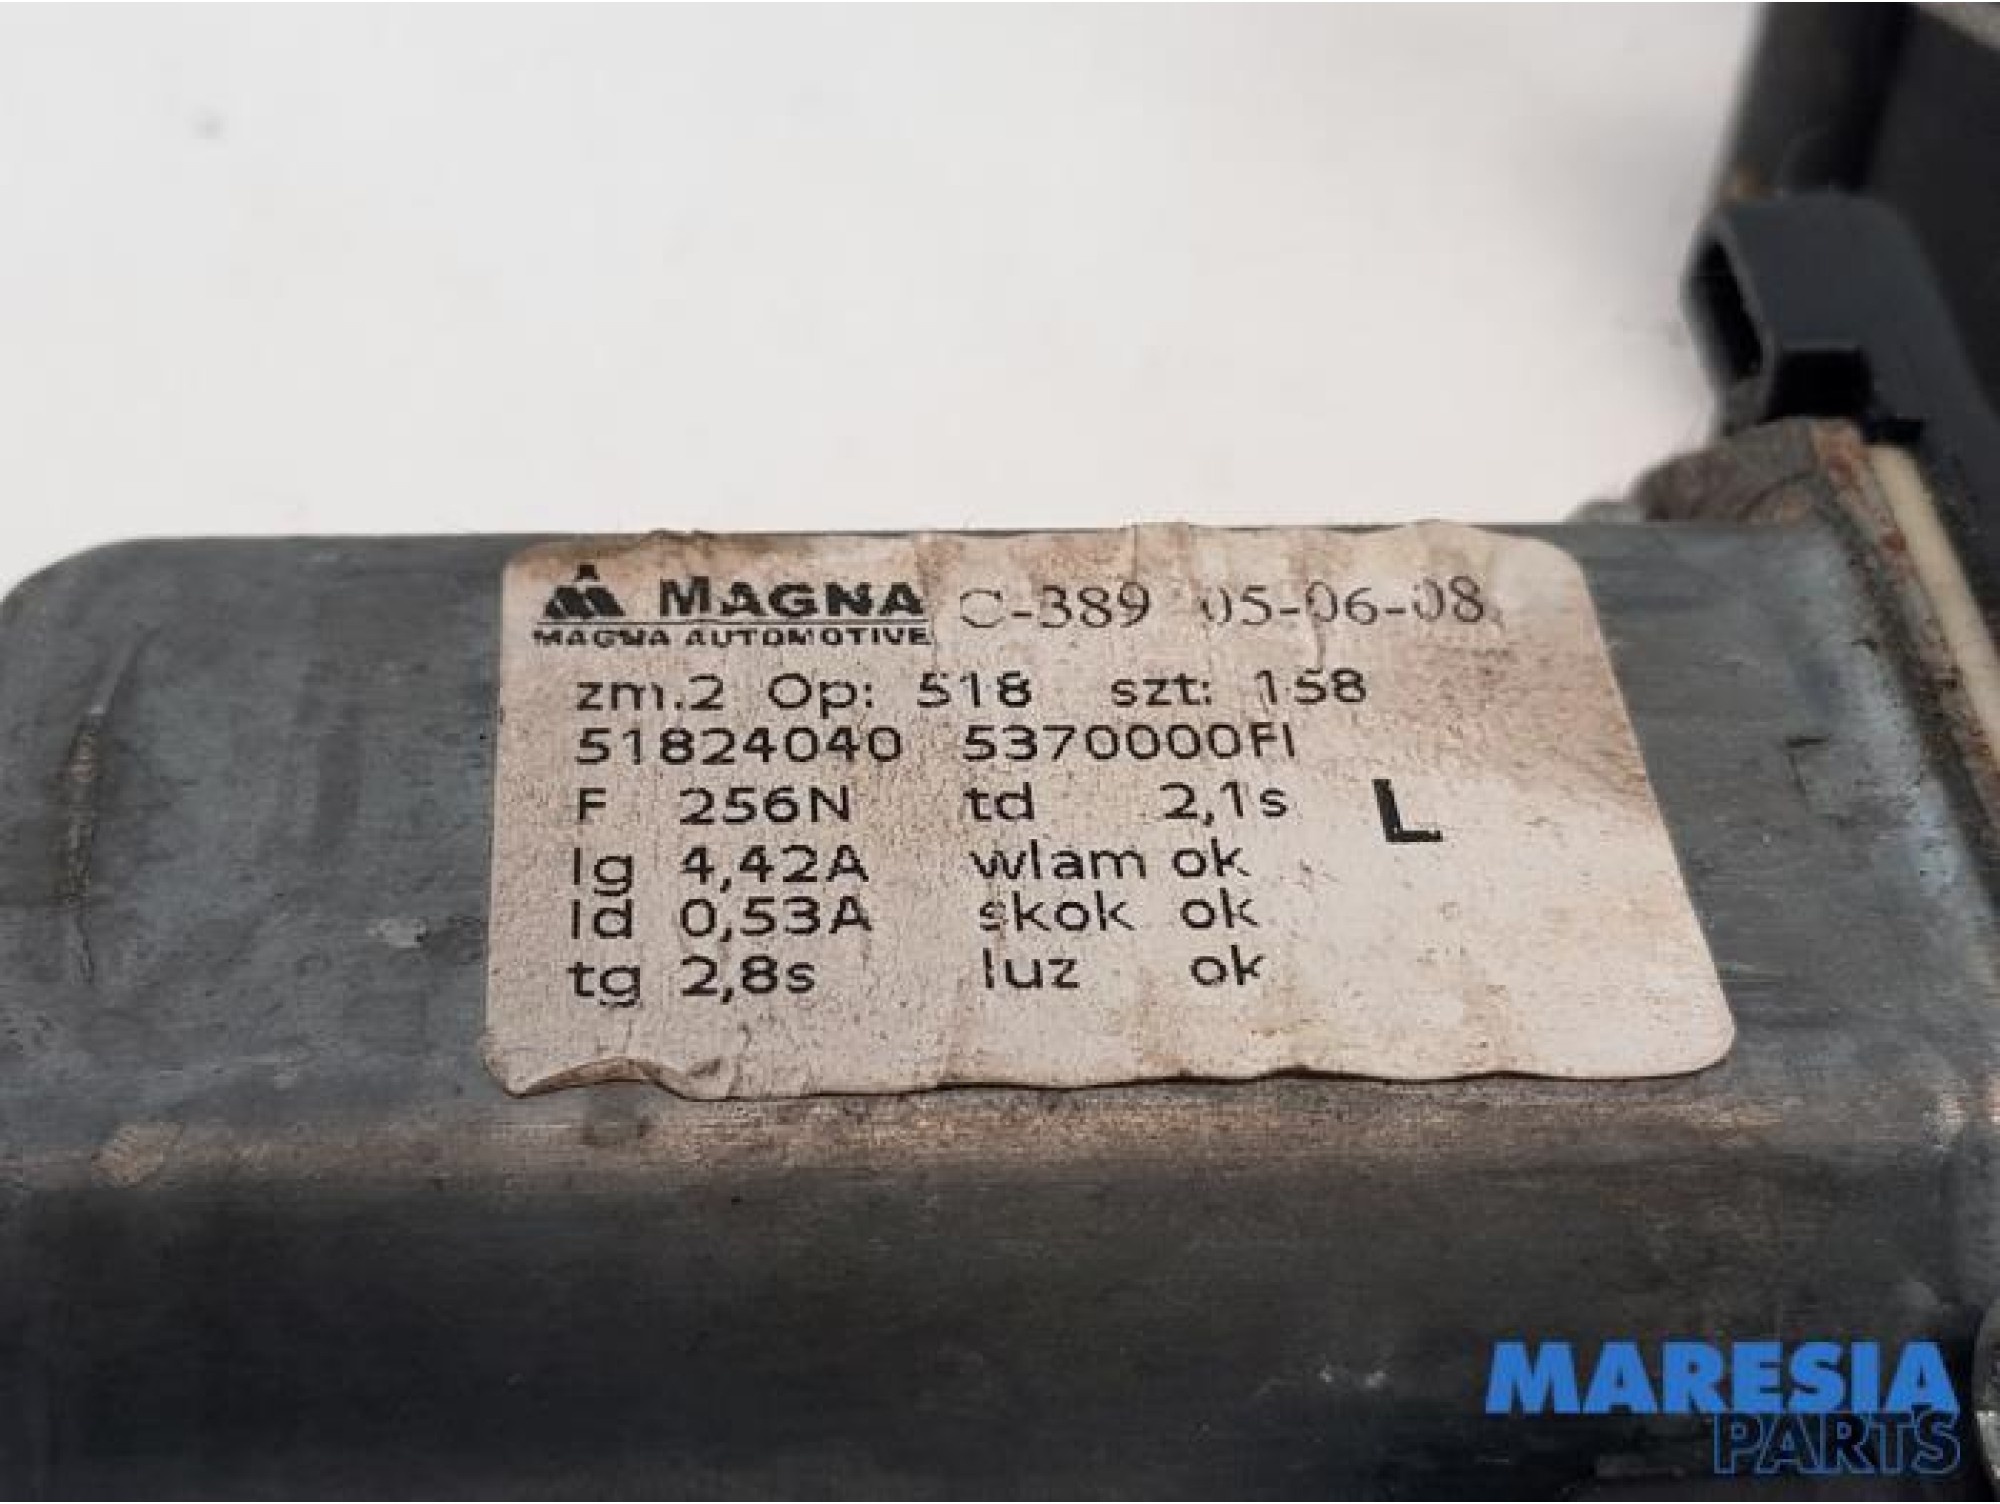 MAGNA C-389 05-06-08
MAGNA AUTOMOTIVE
zm.2 Op: 518 szt: 158
51824040 5370000FI
F 256N td 2,1s L
Ig 4,42A wlam ok
Id 0,53A skok ok
tg 2,8s luz ok
MARESIA
PARTS